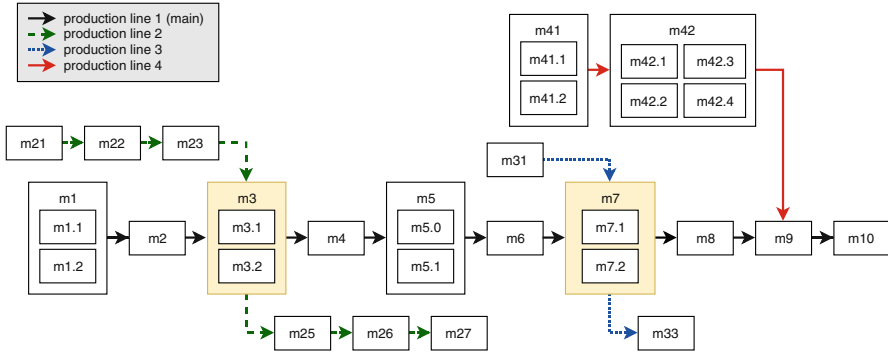 production line 1 (main)
production line 2
production line 3
production line 4
m41
m41.1
m41.2
m42
m42.1
m42.3
m42.2
m42.4
m21
m22
m23
m31
m1
m1.1
m1.2
m2
m3
m3.1
m3.2
m4
m5
m5.0
m5.1
m6
m7
m7.1
m7.2
m8
m9
m10
m25
m26
m27
m33